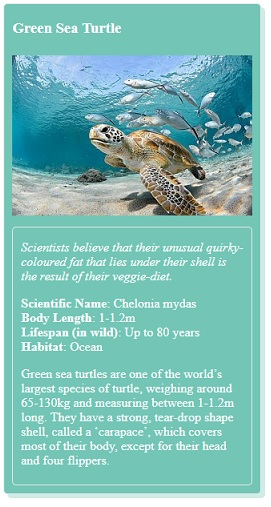 Green Sea Turtle
Scientists believe that their unusual quirky-
coloured fat that lies under their shell is
the result of their veggie-diet.
Scientific Name: Chelonia mydas
Body Length: 1-1.2m
Lifespan (in wild): Up to 80 years
Habitat: Ocean
Green sea turtles are one of the world's
largest species of turtle, weighing around
65-130kg and measuring between 1-1.2m
long. They have a strong, tear-drop shape
shell, called a ‘carapace’, which covers
most of their body, except for their head
and four flippers.